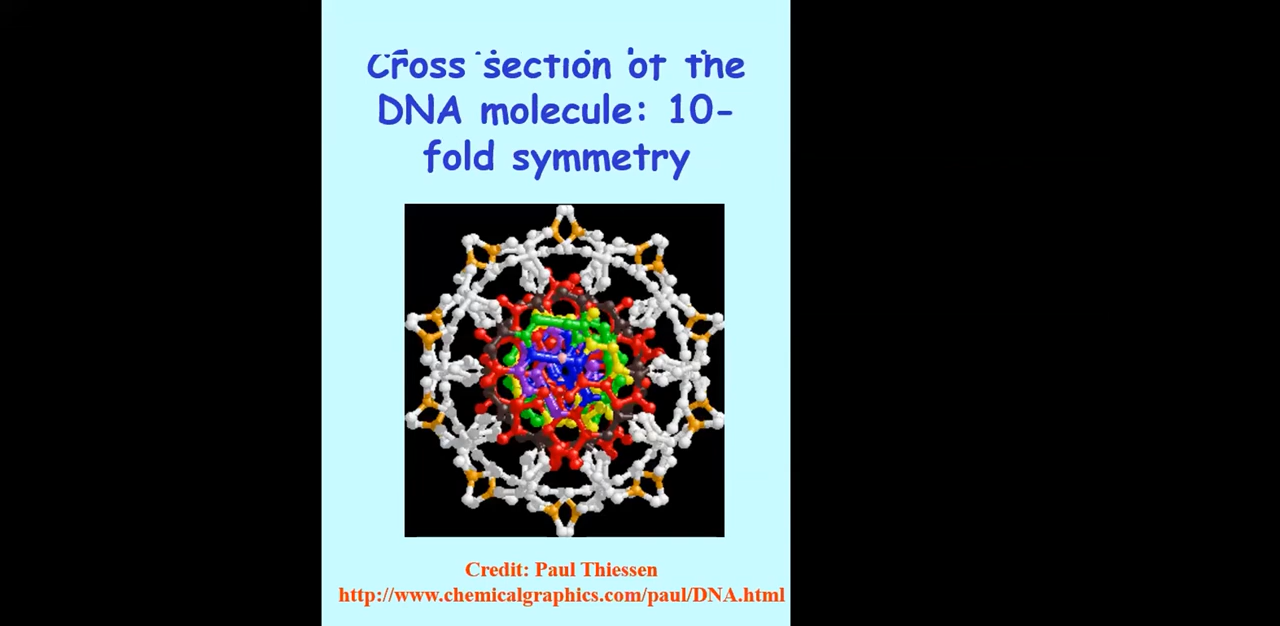 Cross section of the
DNA molecule: 10-
fold symmetry
Credit: Paul Thiessen
http://www.chemicalgraphics.com/paul/DNA.html